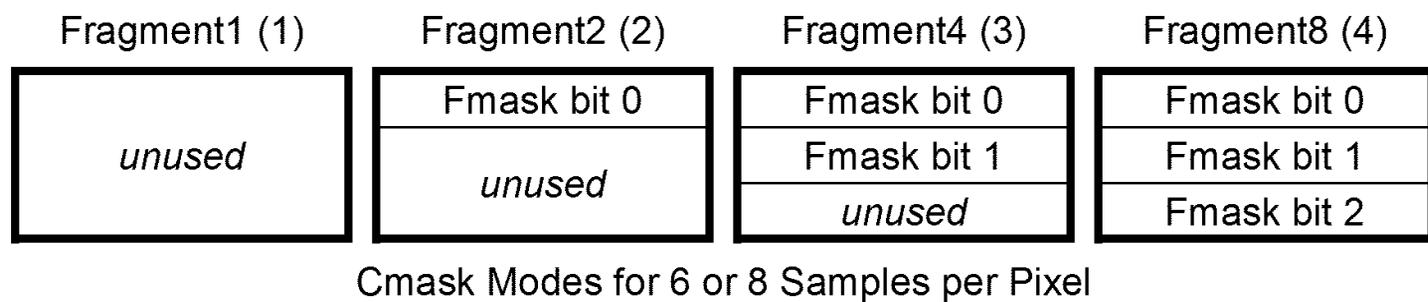 Fragment1 (1) Fragment2 (2) Fragment4 (3) Fragment8 (4)
Fmask bit 0 Fmask bit 0 Fmask bit 0
unused Fmask bit 1 Fmask bit 1
unused
unused Fmask bit 2
Cmask Modes for 6 or 8 Samples per Pixel